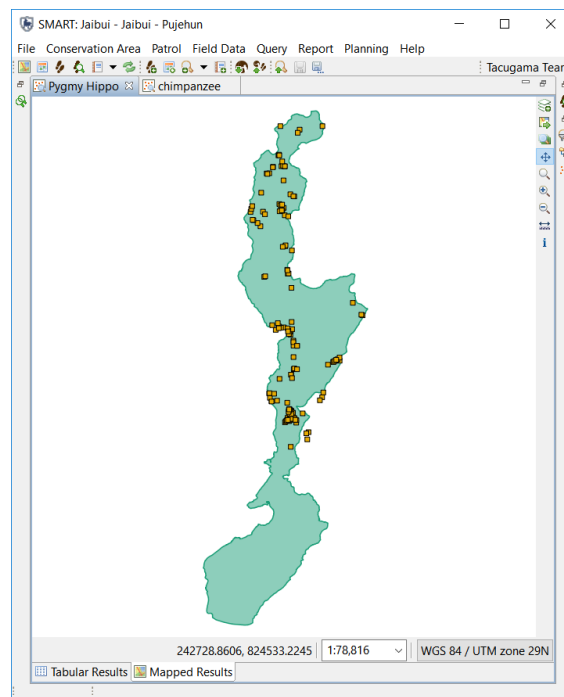 SMART: Jaibui - Jaibui - Pujehun
File Conservation Area Patrol Field Data Query Report Planning Help
Tacugama Team
Pygmy Hippo chimpanzee
242728.8606, 824533.2245 1:78,816 WGS 84 / UTM zone 29N
Tabular Results Mapped Results